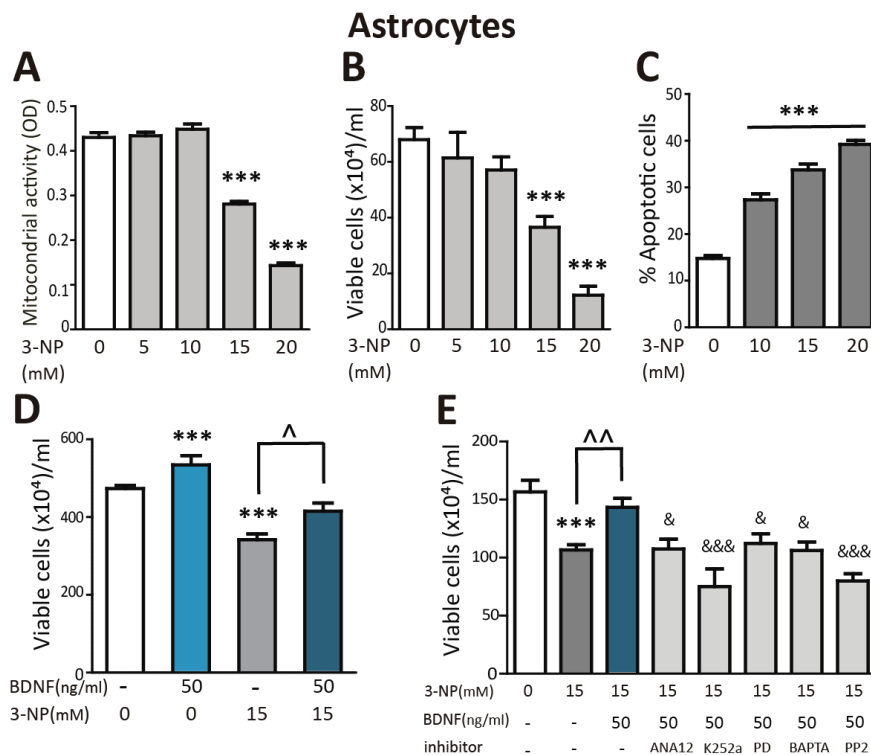 Astrocytes
A
Mitocondrial activity (OD)
0.5
0.4
0.3
0.2
0.1
0
*** ***
3-NP 0 5 10 15 20
(mM)
B
Viable cells (x10⁴)/ml
80
60
40
20
0
*** ***
3-NP 0 5 10 15 20
(mM)
C
% Apoptotic cells
50
40
30
20
10
0
***
3-NP 0 10 15 20
(mM)
D
Viable cells (x10⁴)/ml
600
400
200
0
*** *** ^
BDNF(ng/ml) - 50 - 50
3-NP(mM) 0 0 15 15
E
Viable cells (x10⁴)/ml
200
150
100
50
0
*** ^^ & &&& & & &&&
3-NP(mM) 0 15 15 15 15 15 15 15
BDNF(ng/ml) - - 50 50 50 50 50 50
inhibitor - - - ANA12 K252a PD BAPTA PP2